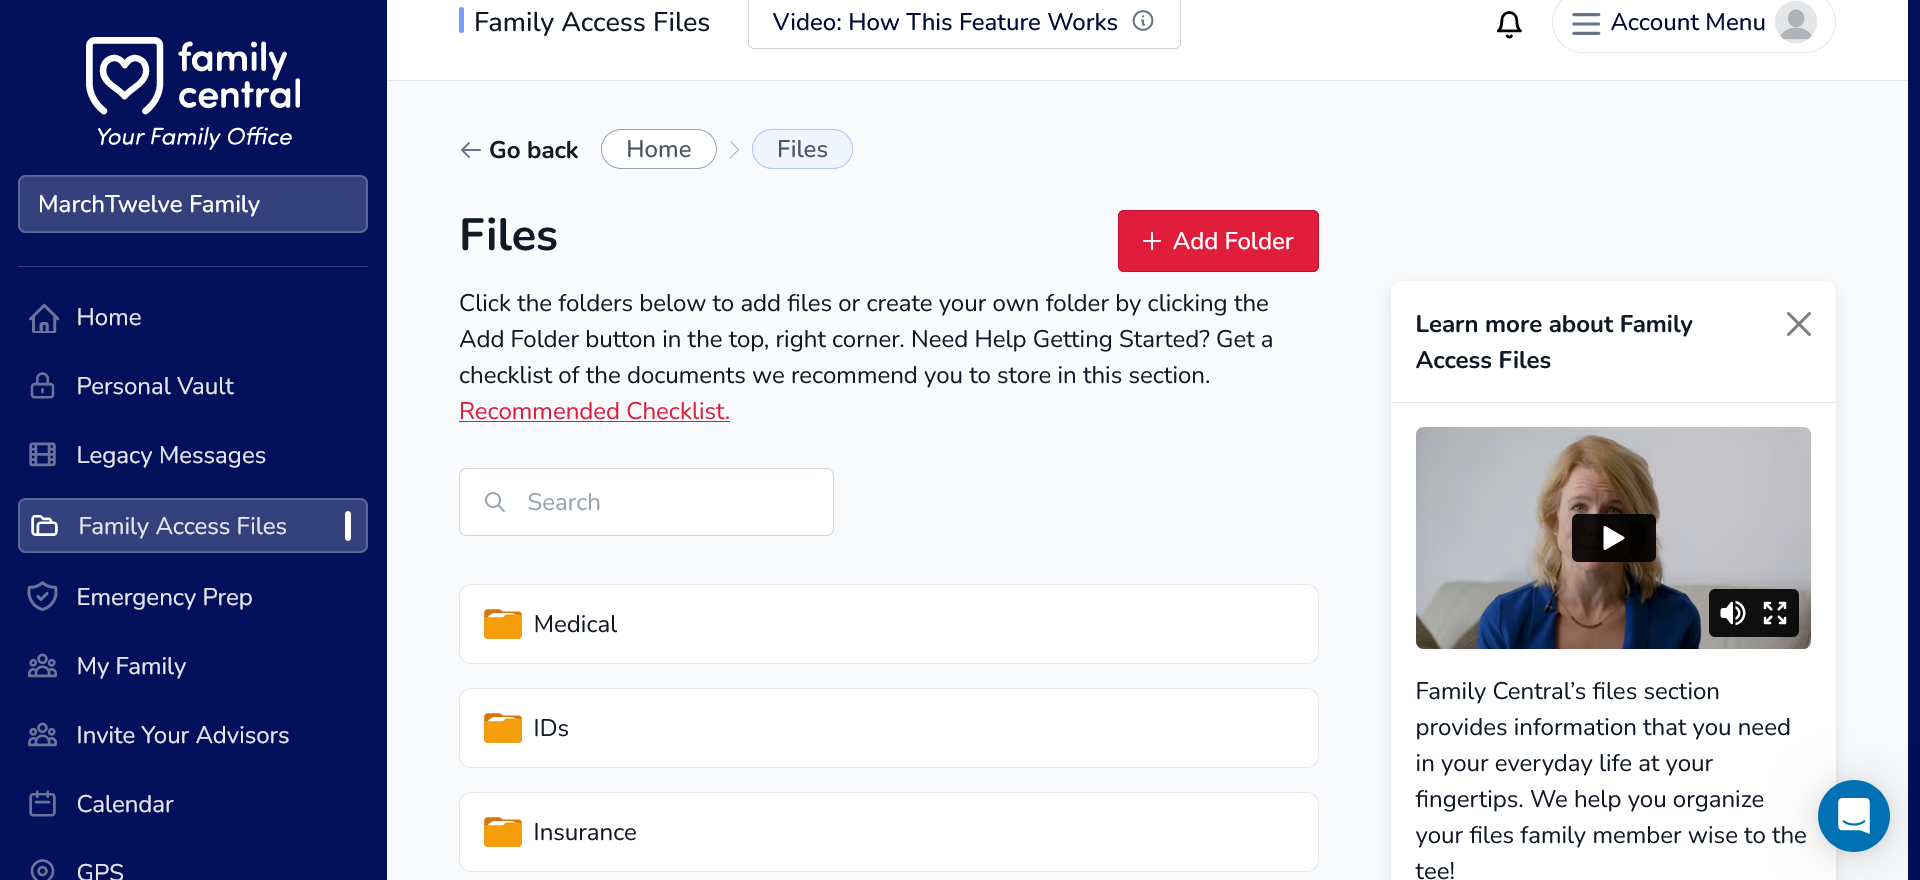 family
central
Your Family Office
MarchTwelve Family
Home
Personal Vault
Legacy Messages
Family Access Files
Emergency Prep
My Family
Invite Your Advisors
Calendar
GPS
Family Access Files
Video: How This Feature Works
Account Menu
Go back
Home
Files
Files
+ Add Folder
Click the folders below to add files or create your own folder by clicking the
Add Folder button in the top, right corner. Need Help Getting Started? Get a
checklist of the documents we recommend you to store in this section.
Recommended Checklist.
Search
Medical
IDs
Insurance
Learn more about Family
Access Files
Family Central’s files section
provides information that you need
in your everyday life at your
fingertips. We help you organize
your files family member wise to the
tee!